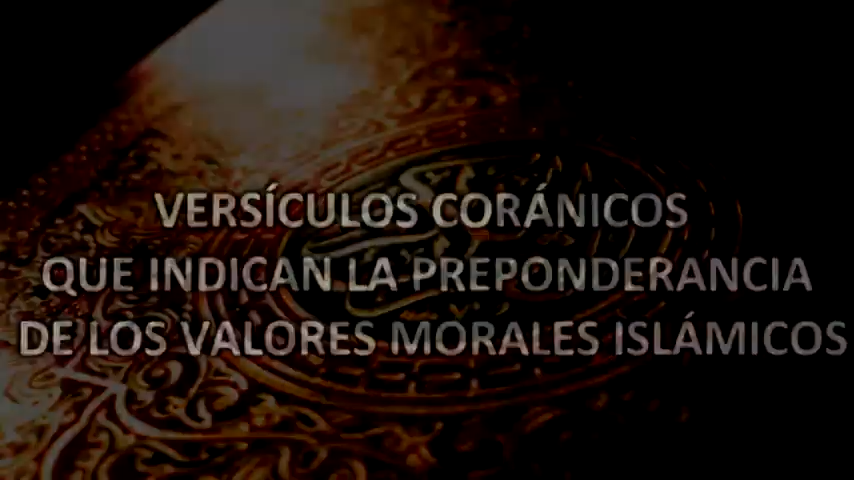 VERSÍCULOS CORÁNICOS
QUE INDICAN LA PREPONDERANCIA
DE LOS VALORES MORALES ISLÁMICOS